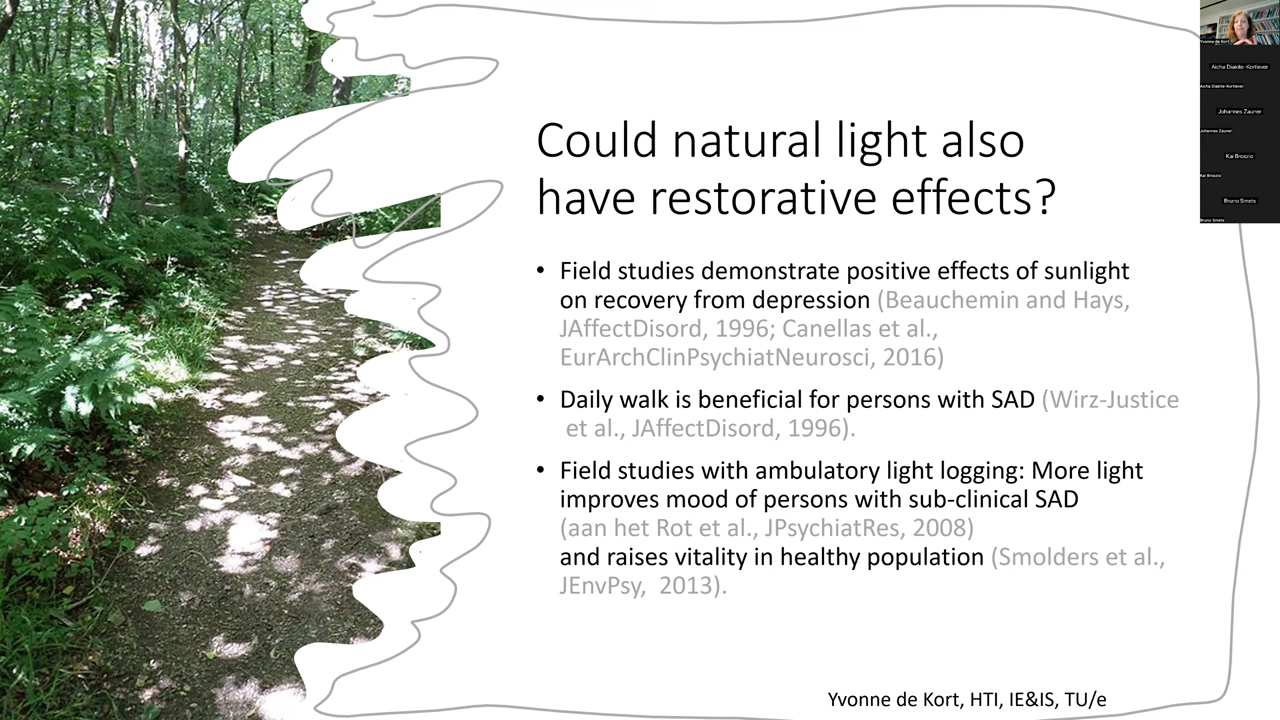 Could natural light also
have restorative effects?
• Field studies demonstrate positive effects of sunlight
on recovery from depression (Beauchemin and Hays,
JAffectDisord, 1996; Canellas et al.,
EurArchClinPsychiatNeurosci, 2016)
• Daily walk is beneficial for persons with SAD (Wirz-Justice
et al., JAffectDisord, 1996).
• Field studies with ambulatory light logging: More light
improves mood of persons with sub-clinical SAD
(aan het Rot et al., JPsychiatRes, 2008)
and raises vitality in healthy population (Smolders et al.,
JEnvPsy, 2013).
Yvonne de Kort, HTI, IE&IS, TU/e
Yvonne de Kort
Aicha Diakite-Kortlever
Aicha Diakite-Kortlever
Johannes Zauner
Johannes Zauner
Kai Broszio
Kai Broszio
Bruno Smets
Bruno Smets